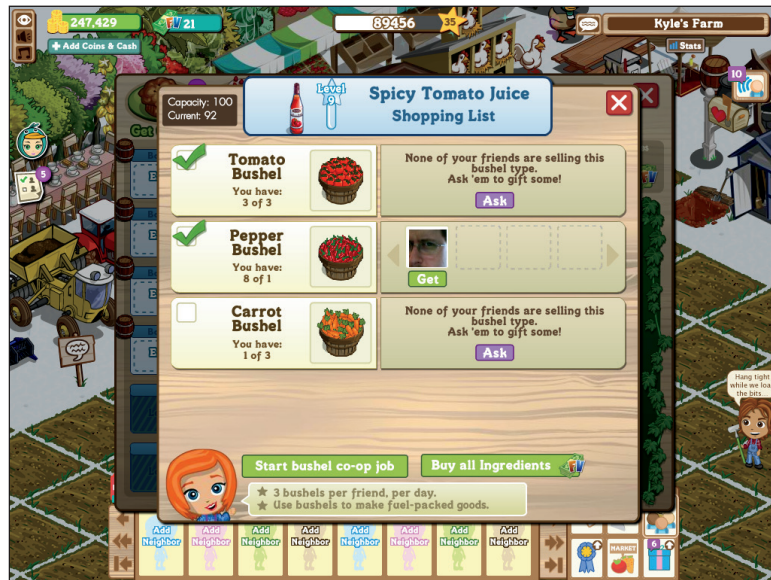 247,429
FV 21
89456
35
Kyle's Farm
+ Add Coins & Cash
Stats
10
Capacity: 100
Current: 92
Level
9
Spicy Tomato Juice
Shopping List
Get
5
Tomato
Bushel
You have:
3 of 3
None of your friends are selling this
bushel type.
Ask 'em to gift some!
Ask
Pepper
Bushel
You have:
8 of 1
Get
Carrot
Bushel
You have:
1 of 3
None of your friends are selling this
bushel type.
Ask 'em to gift some!
Ask
Hang tight
while we loa
the bits...
Start bushel co-op job
Buy all Ingredients FV
★ 3 bushels per friend, per day.
★ Use bushels to make fuel-packed goods.
Add
Neighbor
Add
Neighbor
Add
Neighbor
Add
Neighbor
Add
Neighbor
Add
Neighbor
Add
Neighbor
Add
Neighbor
MARKET
6